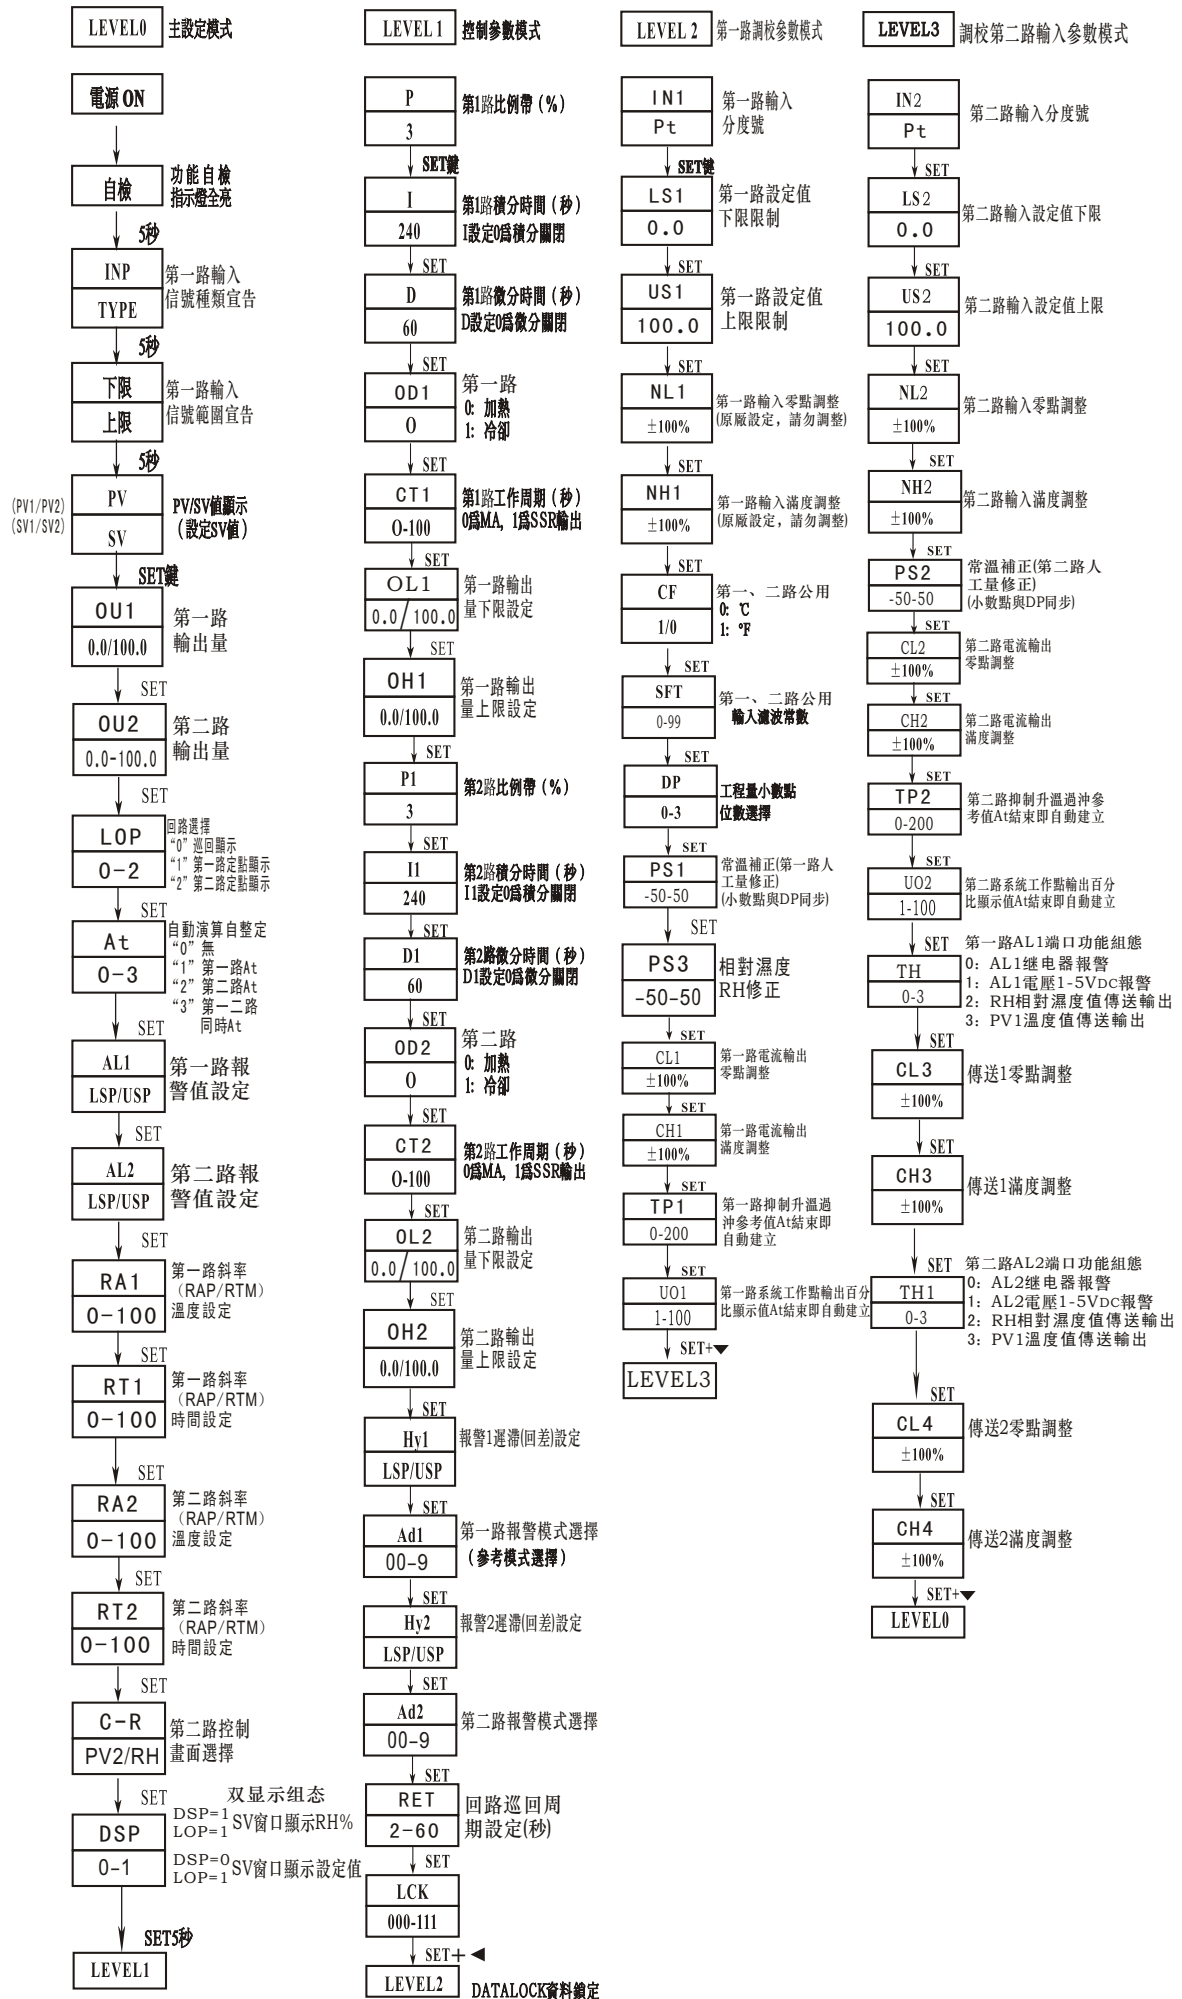 LEVEL0 主設定模式
電源 ON
自檢
功能自檢
指示燈全亮
5秒
INP
TYPE
第一路輸入
信號種類宣告
5秒
下限
上限
第一路輸入
信號範圍宣告
5秒
(PV1/PV2)
(SV1/SV2)
PV
SV
PV/SV值顯示
(設定SV值)
SET鍵
OU1
0.0/100.0
第一路
輸出量
SET
OU2
0.0-100.0
第二路
輸出量
SET
LOP
0-2
回路選擇
“0”巡回顯示
“1”第一路定點顯示
“2”第二路定點顯示
SET
At
0-3
自動演算自整定
“0”無
“1”第一路At
“2”第二路At
“3”第一二路
同時At
SET
AL1
LSP/USP
第一路報
警值設定
SET
AL2
LSP/USP
第二路報
警值設定
SET
RA1
0-100
第一路斜率
(RAP/RTM)
溫度設定
SET
RT1
0-100
第一路斜率
(RAP/RTM)
時間設定
SET
RA2
0-100
第二路斜率
(RAP/RTM)
溫度設定
SET
RT2
0-100
第二路斜率
(RAP/RTM)
時間設定
SET
C-R
PV2/RH
第二路控制
畫面選擇
SET
双显示组态
DSP
0-1
DSP=1
LOP=1
SV窗口顯示RH%
DSP=0
LOP=1
SV窗口顯示設定值
SET5秒
LEVEL1
LEVEL 1 控制參數模式
P
3
第1路比例帶(%)
SET鍵
I
240
第1路積分時間(秒)
I設定0爲積分關閉
SET
D
60
第1路微分時間(秒)
D設定0爲微分關閉
SET
OD1
0
第一路
0: 加熱
1: 冷卻
SET
CT1
O-100
第1路工作周期(秒)
0爲MA, 1爲SSR輸出
SET
OL1
0.0/100.0
第一路輸出
量下限設定
SET
OH1
0.0/100.0
第一路輸出
量上限設定
SET
P1
3
第2路比例帶(%)
SET
I1
240
第2路積分時間(秒)
I1設定0爲積分關閉
SET
D1
60
第2路微分時間(秒)
D1設定0爲微分關閉
SET
OD2
0
第二路
0: 加熱
1: 冷卻
SET
CT2
O-100
第2路工作周期(秒)
0爲MA, 1爲SSR輸出
SET
OL2
0.0/100.0
第二路輸出
量下限設定
SET
OH2
0.0/100.0
第二路輸出
量上限設定
SET
Hy1
LSP/USP
報警1遲滯(回差)設定
SET
Ad1
00-9
第一路報警模式選擇
(參考模式選擇)
SET
Hy2
LSP/USP
報警2遲滯(回差)設定
SET
Ad2
00-9
第二路報警模式選擇
SET
RET
2-60
回路巡回周
期設定(秒)
SET
LCK
000-111
SET+◀
LEVEL2
DATALOCK資料鎖定
LEVEL 2 第一路調校參數模式
IN1
Pt
第一路輸入
分度號
SET鍵
LS1
0.0
第一路設定值
下限限制
SET
US1
100.0
第一路設定值
上限限制
SET
NL1
±100%
第一路輸入零點調整
(原廠設定，請勿調整)
SET
NH1
±100%
第一路輸入滿度調整
(原廠設定，請勿調整)
SET
CF
1/0
第一、二路公用
0: ℃
1: °F
SET
SFT
0-99
第一、二路公用
輸入濾波常數
SET
DP
0-3
工程量小數點
位數選擇
SET
PS1
-50-50
常溫補正(第一路人
工量修正)
(小數點與DP同步)
SET
PS3
-50-50
相對濕度
RH修正
SET
CL1
±100%
第一路電流輸出
零點調整
SET
CH1
±100%
第一路電流輸出
滿度調整
SET
TP1
0-200
第一路抑制升溫過
沖參考值At結束即
自動建立
SET
UO1
1-100
第一路系統工作點輸出百分
比顯示值At結束即自動建立
SET+▼
LEVEL3
LEVEL3 調校第二路輸入參數模式
IN2
Pt
第二路輸入分度號
SET
LS2
0.0
第二路輸入設定值下限
SET
US2
100.0
第二路輸入設定值上限
SET
NL2
±100%
第二路輸入零點調整
SET
NH2
±100%
第二路輸入滿度調整
SET
PS2
-50-50
常溫補正(第二路人
工量修正)
(小數點與DP同步)
SET
CL2
±100%
第二路電流輸出
零點調整
SET
CH2
±100%
第二路電流輸出
滿度調整
SET
TP2
0-200
第二路抑制升溫過沖參
考值At結束即自動建立
SET
UO2
1-100
第二路系統工作點輸出百分
比顯示值At結束即自動建立
SET
TH
0-3
第一路AL1端口功能組態
0: AL1继电器報警
1: AL1電壓1-5VDC報警
2: RH相對濕度值傳送輸出
3: PV1溫度值傳送輸出
SET
CL3
±100%
傳送1零點調整
SET
CH3
±100%
傳送1滿度調整
SET
TH1
0-3
第二路AL2端口功能組態
0: AL2继电器報警
1: AL2電壓1-5VDC報警
2: RH相對濕度值傳送輸出
3: PV1溫度值傳送輸出
SET
CL4
±100%
傳送2零點調整
SET
CH4
±100%
傳送2滿度調整
SET+▼
LEVEL0